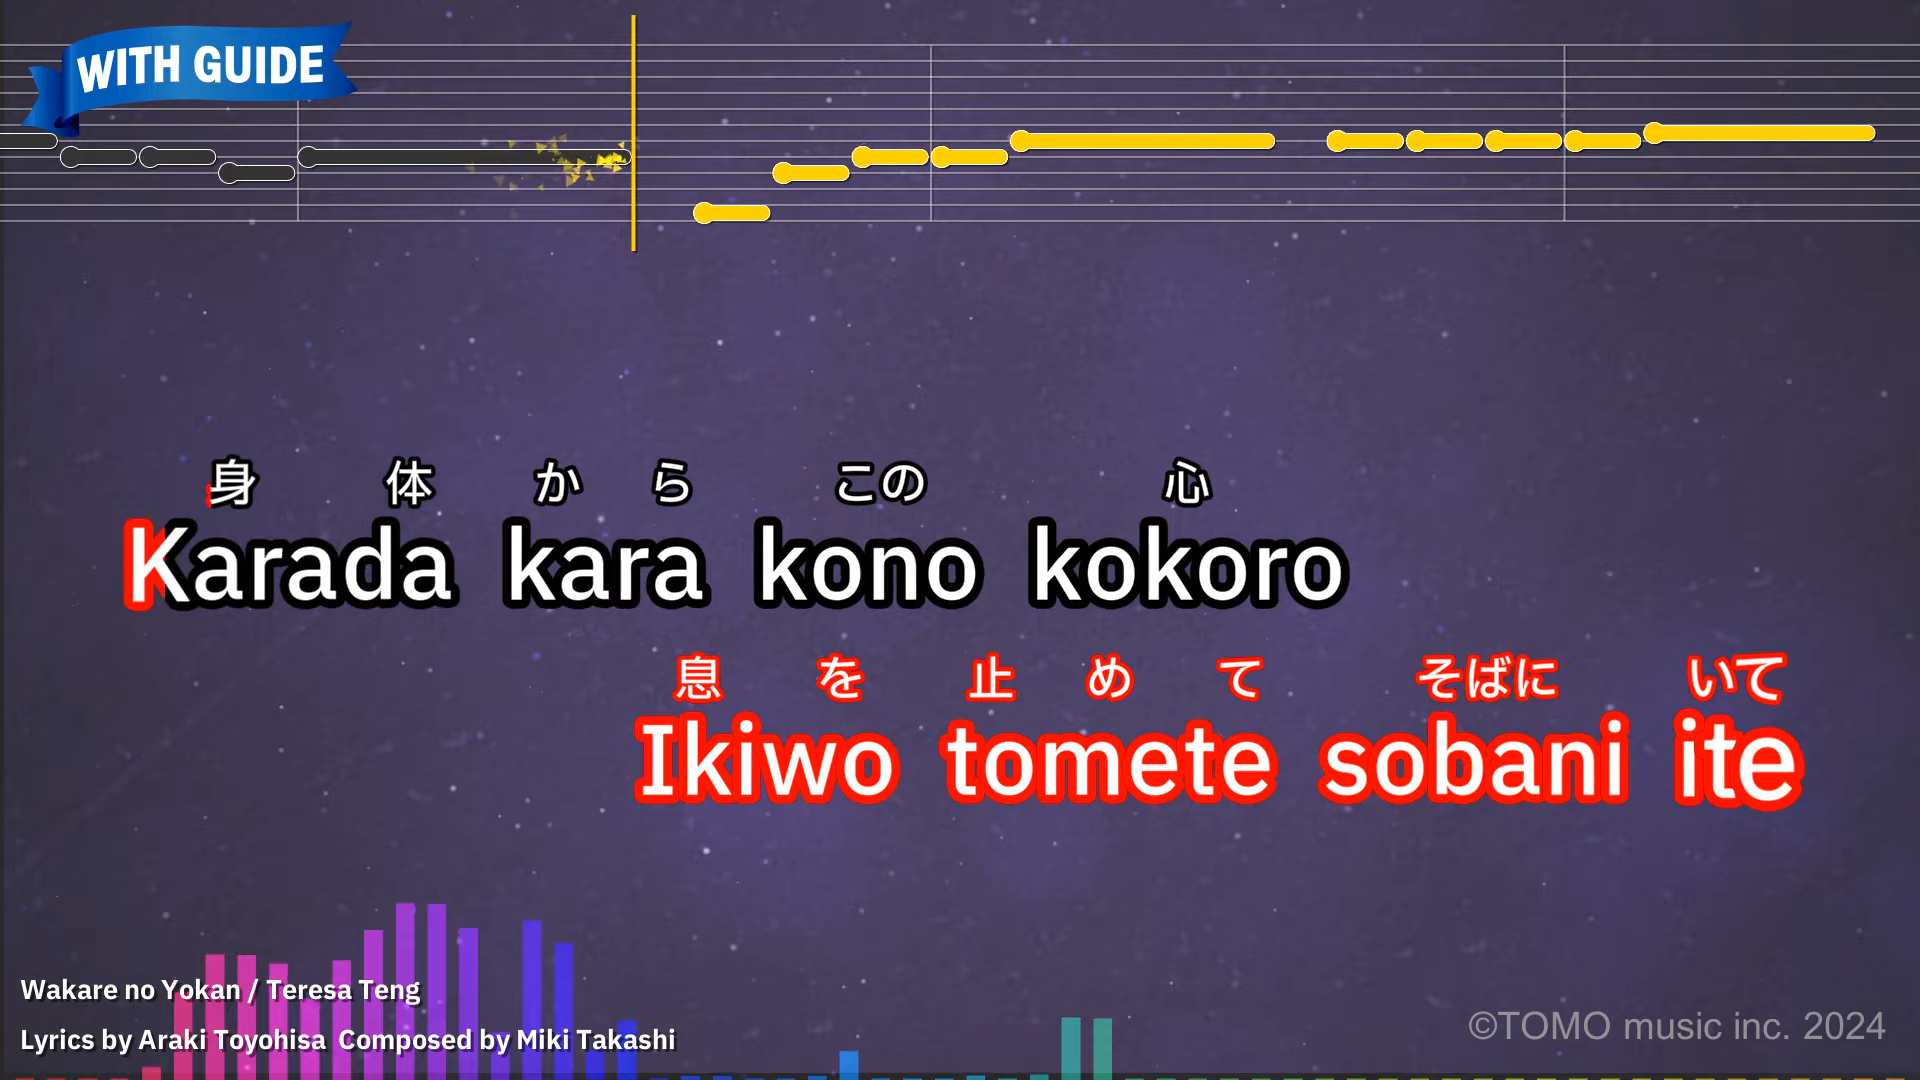 WITH GUIDE
身体からこの心
Karada kara kono kokoro
息を止めてそばにいて
Ikiwo tomete sobani ite
Wakare no Yokan / Teresa Teng
Lyrics by Araki Toyohisa Composed by Miki Takashi
©TOMO music inc. 2024